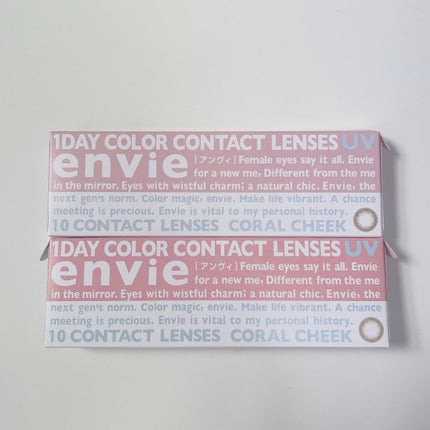 1DAY COLOR CONTACT LENSES UV
envie |アンヴィ| Female eyes say it all. Envie
for a new me, Different from the me
in the mirror. Eyes with wistful charm; a natural chic. Envie, the
next gen's norm. Color magic, envie. Make life vibrant. A chance
meeting is precious. Envie is vital to my personal history.
10 CONTACT LENSES CORAL CHEEK
1DAY COLOR CONTACT LENSES UV
envie |アンヴィ| Female eyes say it all. Envie
for a new me, Different from the me
in the mirror. Eyes with wistful charm; a natural chic. Envie, the
next gen's norm. Color magic, envie. Make life vibrant. A chance
meeting is precious. Envie is vital to my personal history.
10 CONTACT LENSES CORAL CHEEK